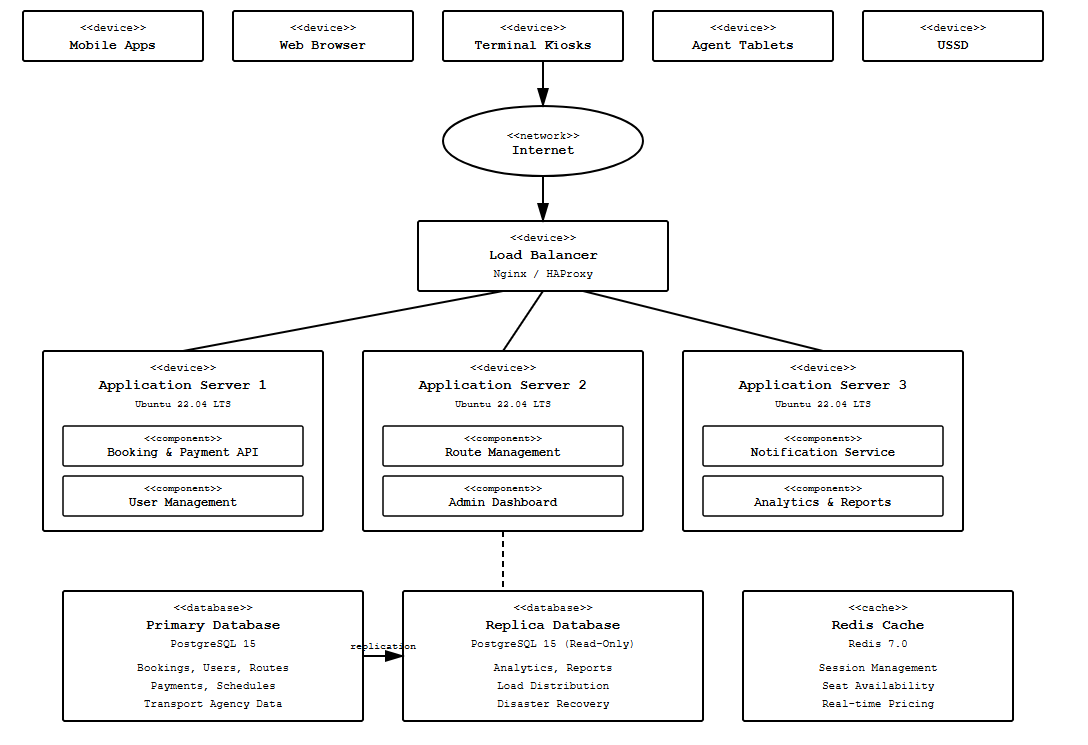 <<device>>
Mobile Apps
<<device>>
Web Browser
<<device>>
Terminal Kiosks
<<device>>
Agent Tablets
<<device>>
USSD
<<network>>
Internet
<<device>>
Load Balancer
Nginx / HAProxy
<<device>>
Application Server 1
Ubuntu 22.04 LTS
<<component>>
Booking & Payment API
<<component>>
User Management
<<device>>
Application Server 2
Ubuntu 22.04 LTS
<<component>>
Route Management
<<component>>
Admin Dashboard
<<device>>
Application Server 3
Ubuntu 22.04 LTS
<<component>>
Notification Service
<<component>>
Analytics & Reports
<<database>>
Primary Database
PostgreSQL 15
Bookings, Users, Routes
Payments, Schedules
Transport Agency Data
replication
<<database>>
Replica Database
PostgreSQL 15 (Read-Only)
Analytics, Reports
Load Distribution
Disaster Recovery
<<cache>>
Redis Cache
Redis 7.0
Session Management
Seat Availability
Real-time Pricing